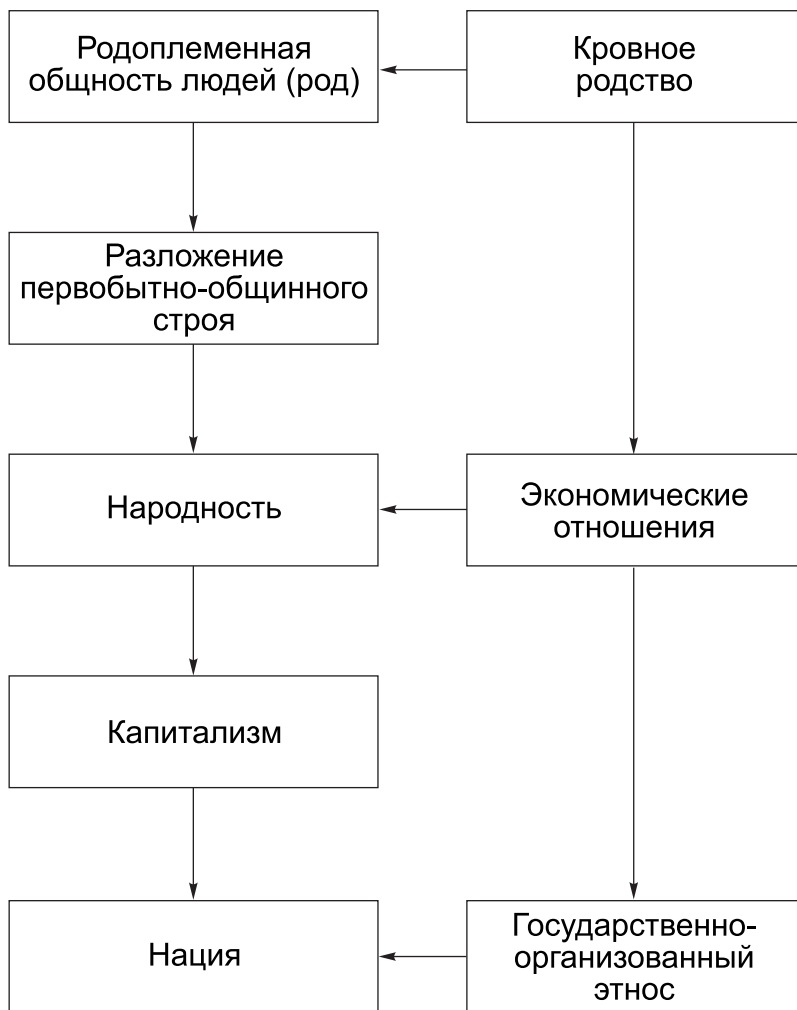 Родоплеменная
общность людей (род)
Кровное
родство
Разложение
первобытно-общинного
строя
Народность
Экономические
отношения
Капитализм
Нация
Государственно-
организованный
этнос